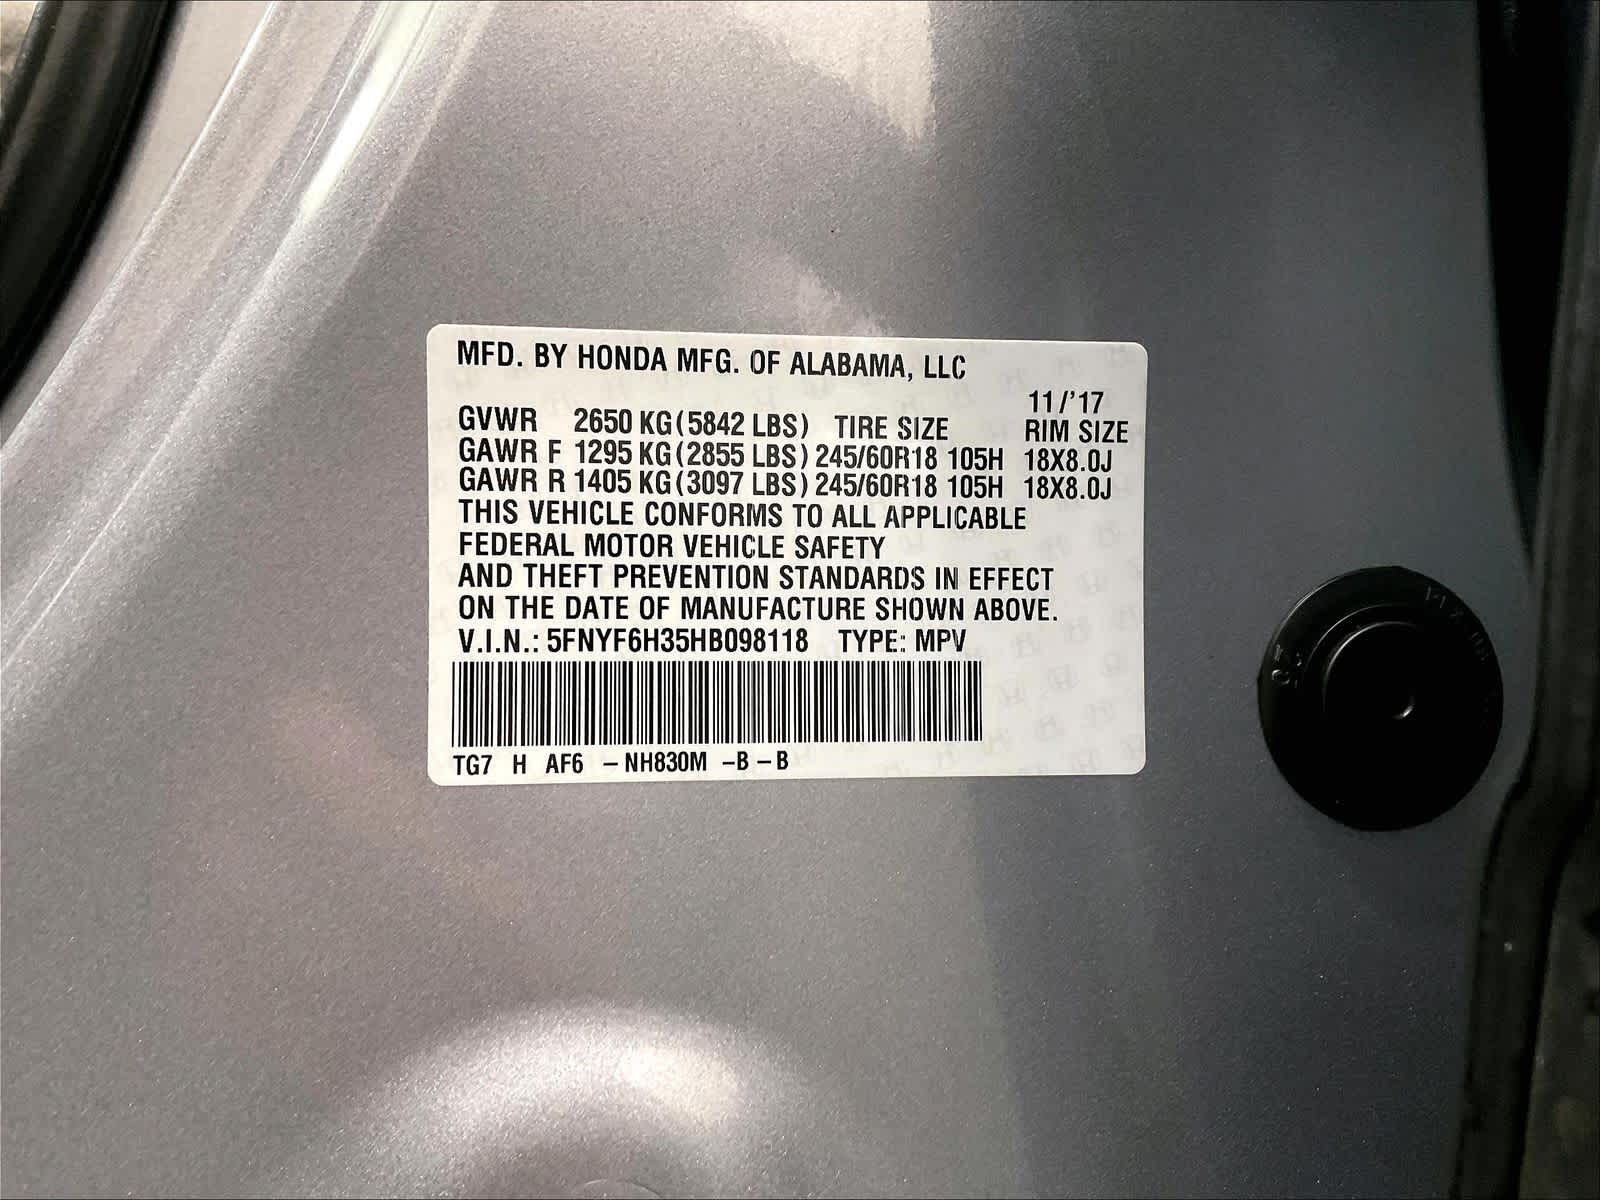 MFD. BY HONDA MFG. OF ALABAMA, LLC
11/'17
GVWR 2650 KG(5842 LBS) TIRE SIZE RIM SIZE
GAWR F 1295 KG(2855 LBS) 245/60R18 105H 18X8.0J
GAWR R 1405 KG(3097 LBS) 245/60R18 105H 18X8.0J
THIS VEHICLE CONFORMS TO ALL APPLICABLE
FEDERAL MOTOR VEHICLE SAFETY
AND THEFT PREVENTION STANDARDS IN EFFECT
ON THE DATE OF MANUFACTURE SHOWN ABOVE.
V.I.N.: 5FNYF6H35HB098118 TYPE: MPV
TG7 H AF6 -NH830M -B-B